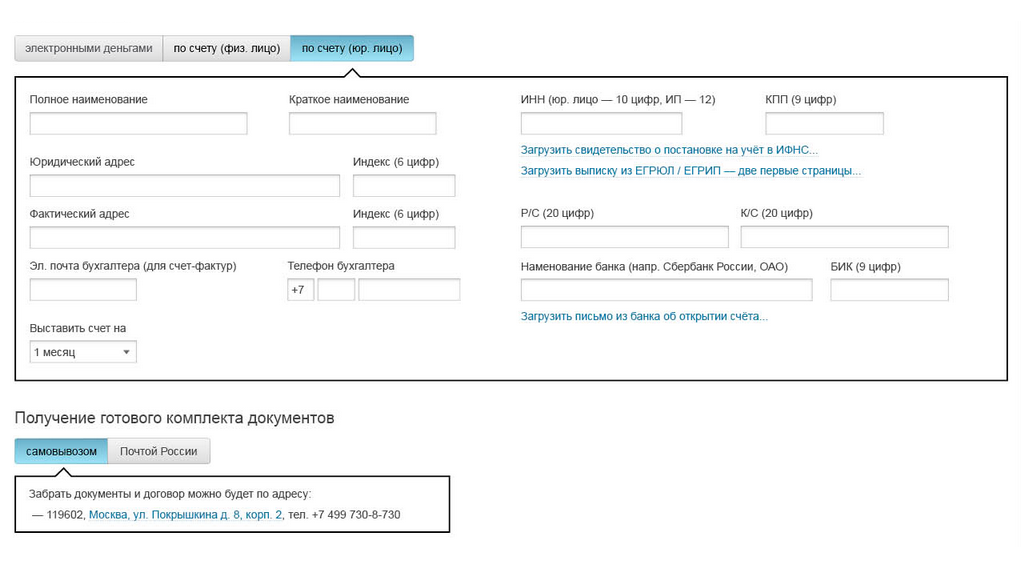 электронными деньгами
по счету (физ. лицо)
по счету (юр. лицо)
Полное наименование
Краткое наименование
ИНН (юр. лицо — 10 цифр, ИП — 12)
КПП (9 цифр)
Загрузить свидетельство о постановке на учёт в ИФНС...
Загрузить выписку из ЕГРЮЛ / ЕГРИП — две первые страницы...
Юридический адрес
Индекс (6 цифр)
Фактический адрес
Индекс (6 цифр)
Р/С (20 цифр)
К/С (20 цифр)
Эл. почта бухгалтера (для счет-фактур)
Телефон бухгалтера
+7
Наменование банка (напр. Сбербанк России, ОАО)
БИК (9 цифр)
Загрузить письмо из банка об открытии счёта...
Выставить счет на
1 месяц
Получение готового комплекта документов
самовывозом
Почтой России
Забрать документы и договор можно будет по адресу:
— 119602, Москва, ул. Покрышкина д. 8, корп. 2, тел. +7 499 730-8-730